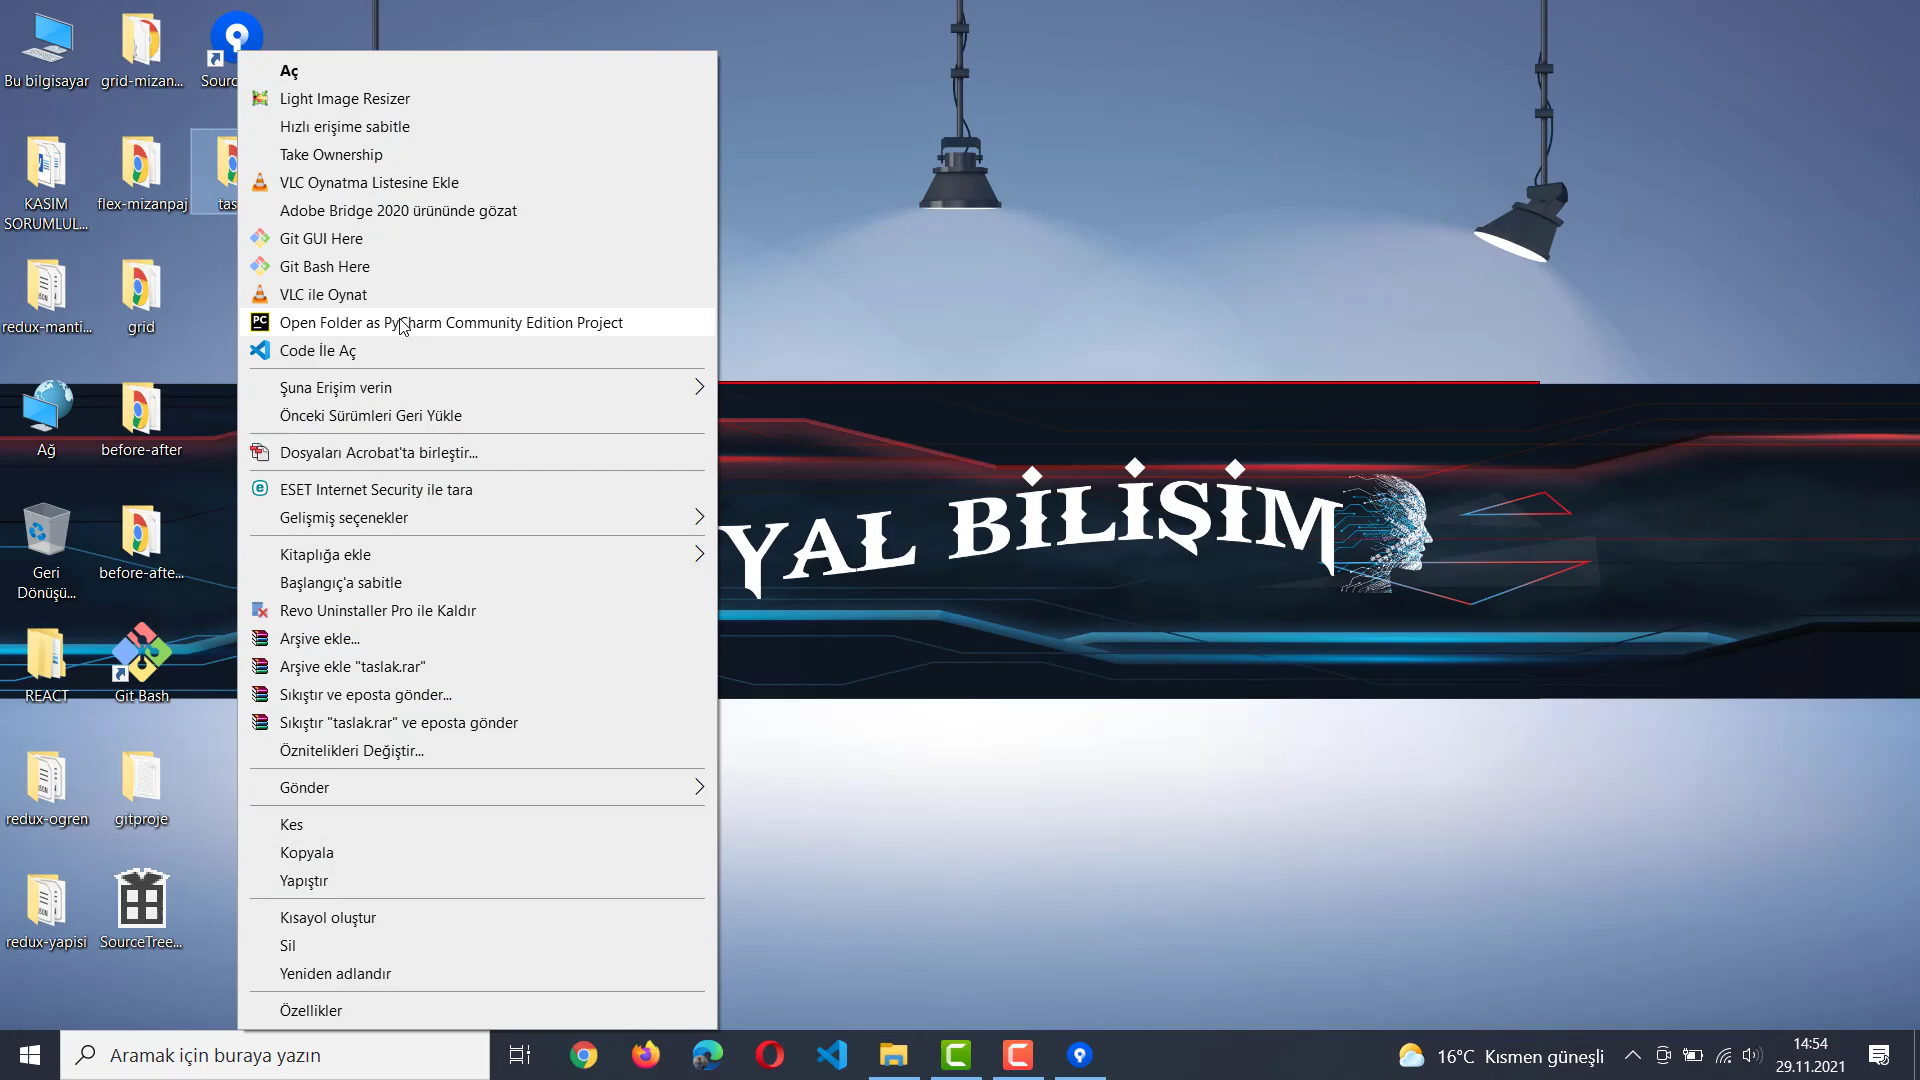 Bu bilgisayar
grid-mizan...
KASIM
SORUMLUL...
flex-mizanpaj
redux-manti...
grid
Ağ
before-after
Geri
Dönüşü...
before-afte...
REACT
Git Bash
redux-ogren
gitproje
redux-yapisi
SourceTree...
Aç
Light Image Resizer
Hızlı erişime sabitle
Take Ownership
VLC Oynatma Listesine Ekle
Adobe Bridge 2020 ürününde gözat
Git GUI Here
Git Bash Here
VLC ile Oynat
PC Open Folder as PyCharm Community Edition Project
Code İle Aç
Şuna Erişim verin
Önceki Sürümleri Geri Yükle
Dosyaları Acrobat'ta birleştir...
ESET Internet Security ile tara
Gelişmiş seçenekler
Kitaplığa ekle
Başlangıç'a sabitle
Revo Uninstaller Pro ile Kaldır
Arşive ekle...
Arşive ekle "taslak.rar"
Sıkıştır ve eposta gönder...
Sıkıştır "taslak.rar" ve eposta gönder
Öznitelikleri Değiştir...
Gönder
Kes
Kopyala
Yapıştır
Kısayol oluştur
Sil
Yeniden adlandır
Özellikler
YAL BİLİŞİM
Aramak için buraya yazın
16°C Kısmen güneşli
14:54
29.11.2021